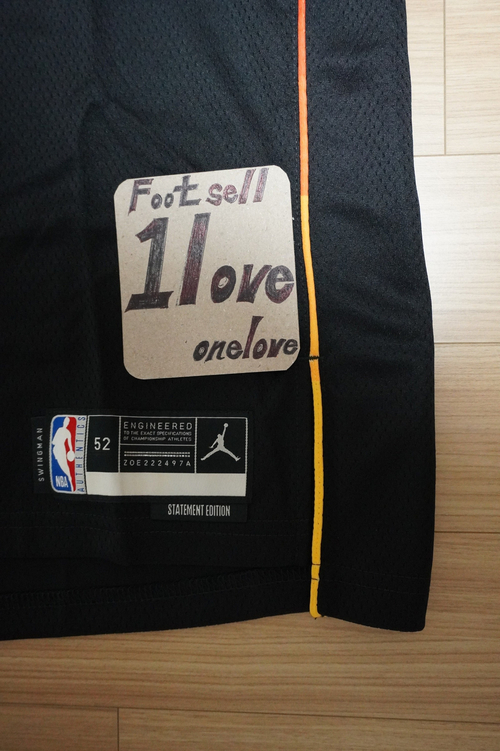 Foot sell
1love
onelove
SWINGMAN
NBA
AUTHENTICS
52
ENGINEERED
TO THE EXACT SPECIFICATIONS
OF CHAMPIONSHIP ATHLETES
ZOE222497A
STATEMENT EDITION